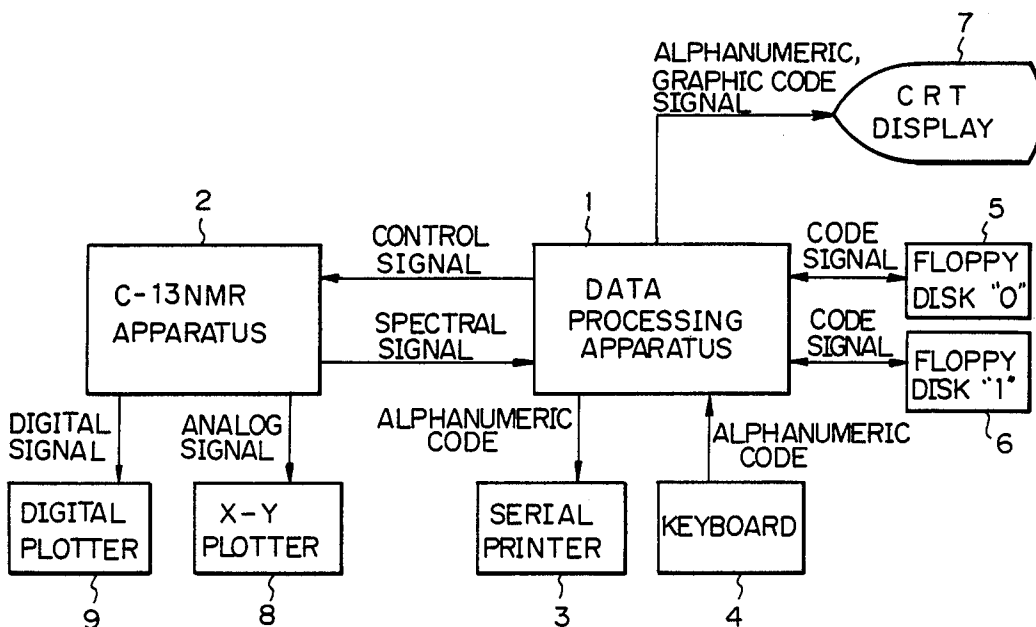 7
ALPHANUMERIC,
GRAPHIC CODE
SIGNAL
CRT
DISPLAY
2
C-13NMR
APPARATUS
CONTROL
SIGNAL
SPECTRAL
SIGNAL
1
DATA
PROCESSING
APPARATUS
CODE
SIGNAL
5
FLOPPY
DISK "0"
CODE
SIGNAL
FLOPPY
DISK "1"
6
DIGITAL
SIGNAL
ANALOG
SIGNAL
ALPHANUMERIC
CODE
ALPHANUMERIC
CODE
DIGITAL
PLOTTER
9
X-Y
PLOTTER
8
SERIAL
PRINTER
3
KEYBOARD
4